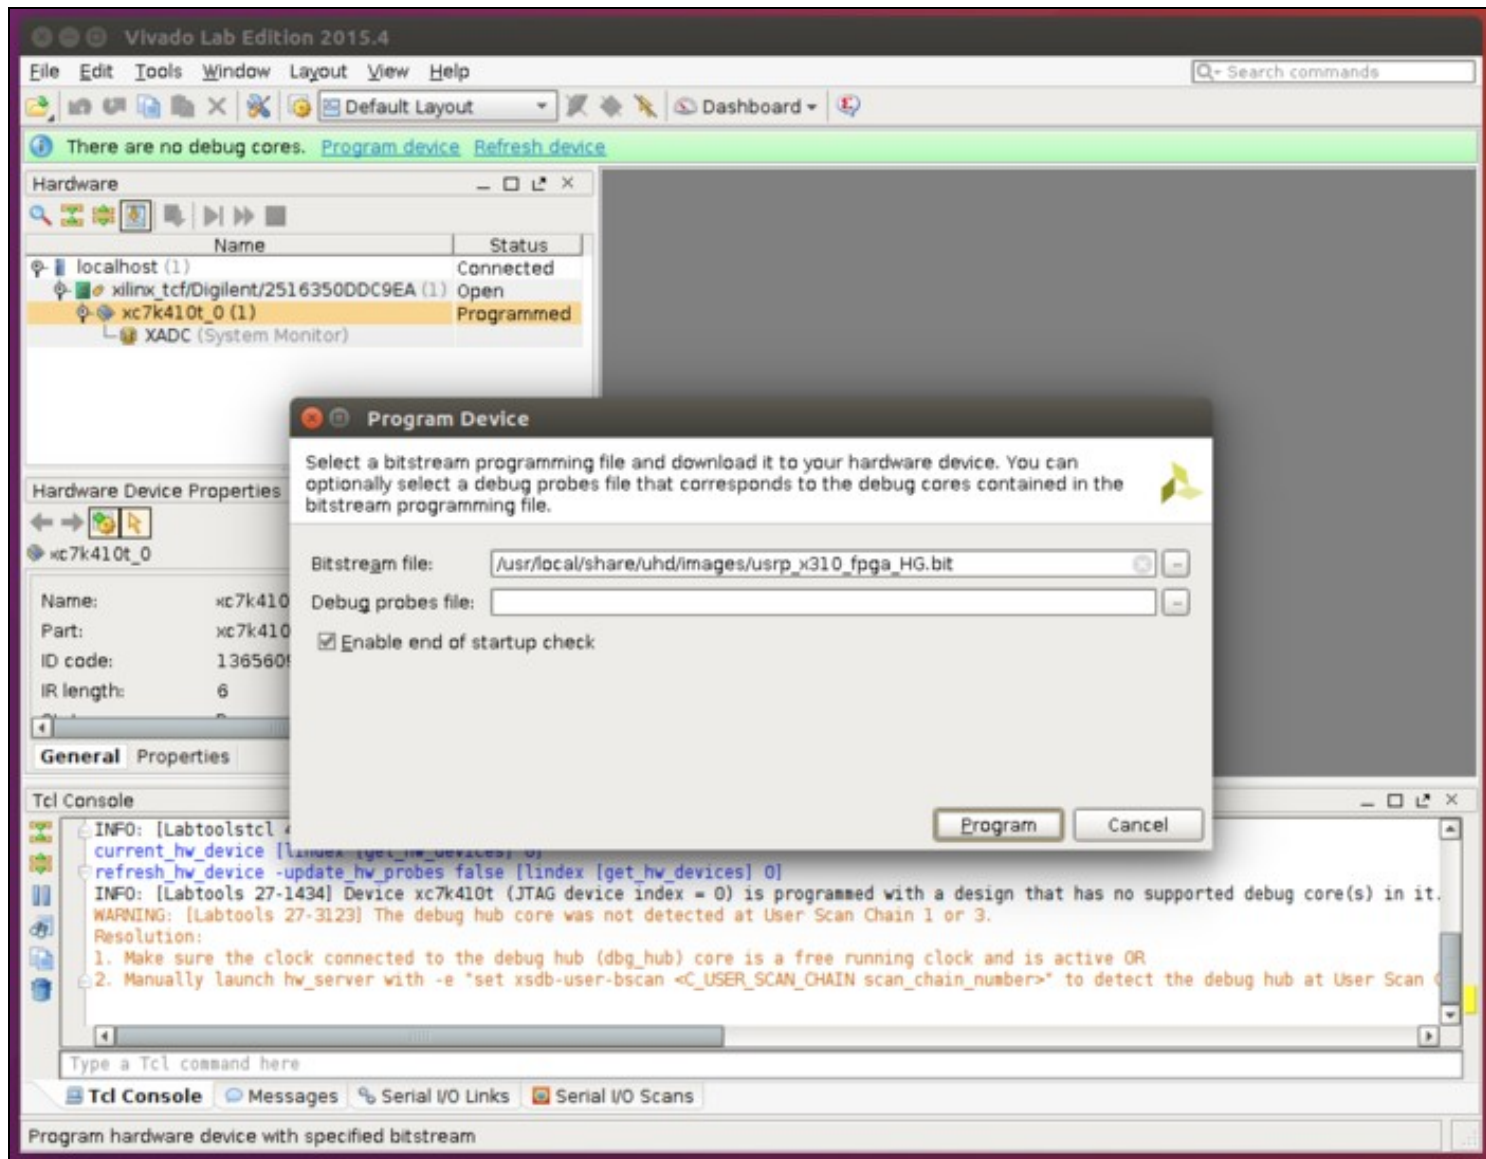 Vivado Lab Edition 2015.4
File Edit Tools Window Layout View Help
Search commands
Default Layout
Dashboard
There are no debug cores. Program device Refresh device
Hardware
Name Status
localhost (1) Connected
xilinx_tcf/Digilent/2516350DDC9EA (1) Open
xc7k410t_0 (1) Programmed
XADC (System Monitor)
Program Device
Select a bitstream programming file and download it to your hardware device. You can
optionally select a debug probes file that corresponds to the debug cores contained in the
bitstream programming file.
Bitstream file: /usr/local/share/uhd/images/usrp_x310_fpga_HG.bit
Debug probes file:
Enable end of startup check
Program Cancel
Hardware Device Properties
xc7k410t_0
Name: xc7k410
Part: xc7k410
ID code: 1365609
IR length: 6
General Properties
Tcl Console
INFO: [Labtoolstcl
current_hw_device [lindex [get_hw_devices] 0]
refresh_hw_device -update_hw_probes false [lindex [get_hw_devices] 0]
INFO: [Labtools 27-1434] Device xc7k410t (JTAG device index = 0) is programmed with a design that has no supported debug core(s) in it.
WARNING: [Labtools 27-3123] The debug hub core was not detected at User Scan Chain 1 or 3.
Resolution:
1. Make sure the clock connected to the debug hub (dbg_hub) core is a free running clock and is active OR
2. Manually launch hw_server with -e "set xsdb-user-bscan <C_USER_SCAN_CHAIN scan_chain_number>" to detect the debug hub at User Scan
Type a Tcl command here
Tcl Console Messages Serial I/O Links Serial I/O Scans
Program hardware device with specified bitstream